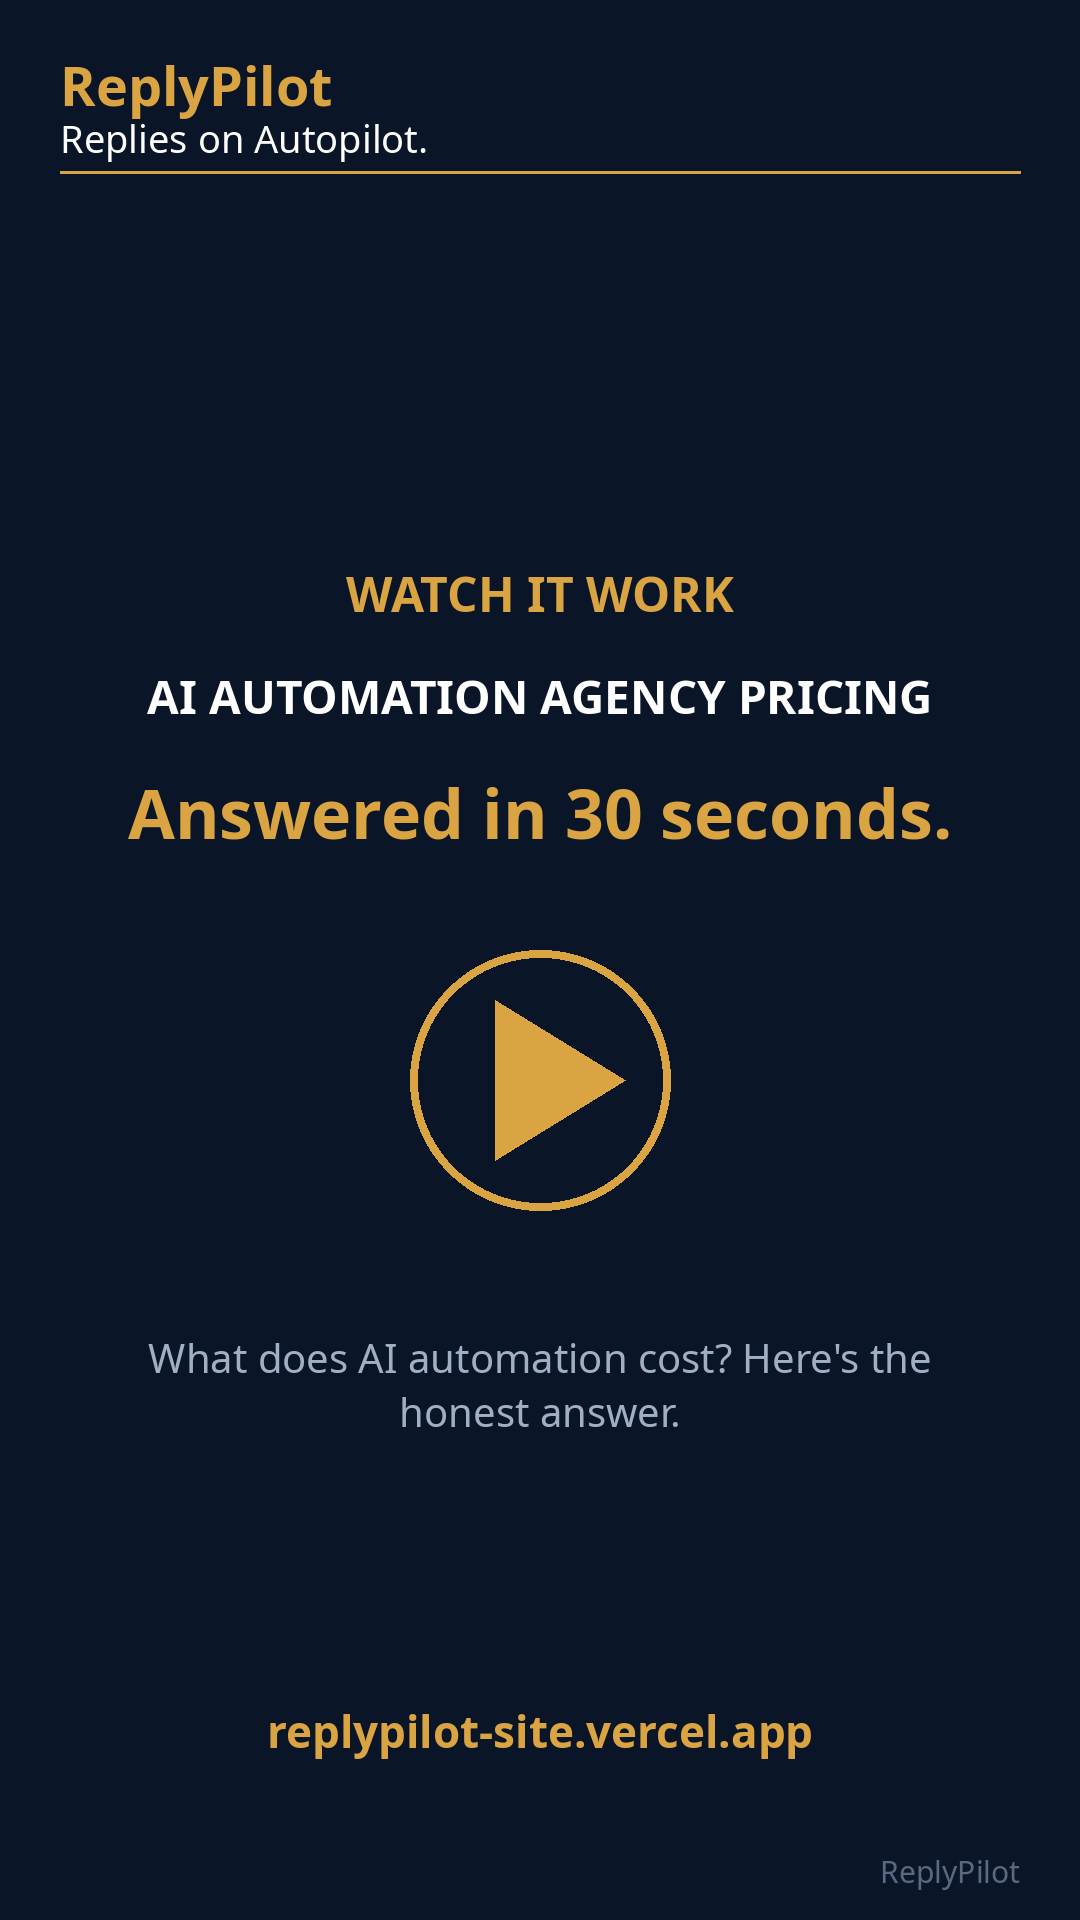 ReplyPilot
Replies on Autopilot.
WATCH IT WORK
AI AUTOMATION AGENCY PRICING
Answered in 30 seconds.
What does AI automation cost? Here's the
honest answer.
replypilot-site.vercel.app
ReplyPilot